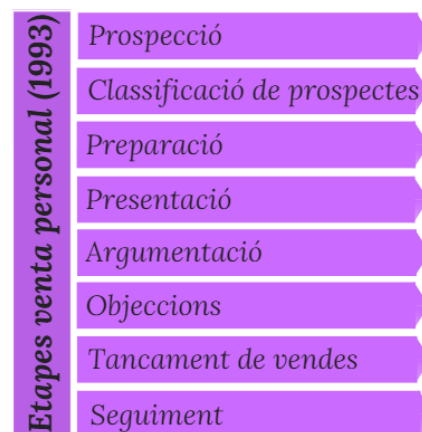 Etapes venta personal (1993)
Prospecció
Classificació de prospectes
Preparació
Presentació
Argumentació
Objeccions
Tancament de vendes
Seguiment